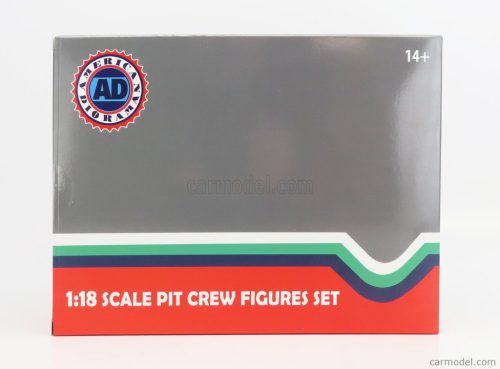 14+
AMERICAN
AD
DIORAMA
carmodel.com
1:18 SCALE PIT CREW FIGURES SET
carmodel.com